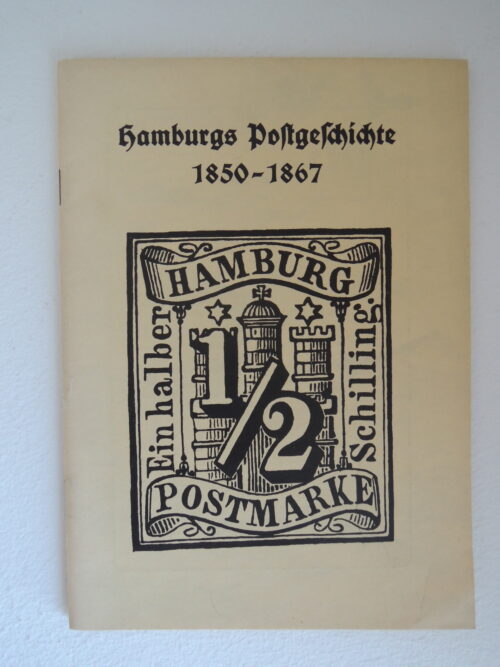 Hamburgs Poſtgeſchichte
1850-1867
HAMBURG
Ein halber
1/2
Schilling.
POSTMARKE